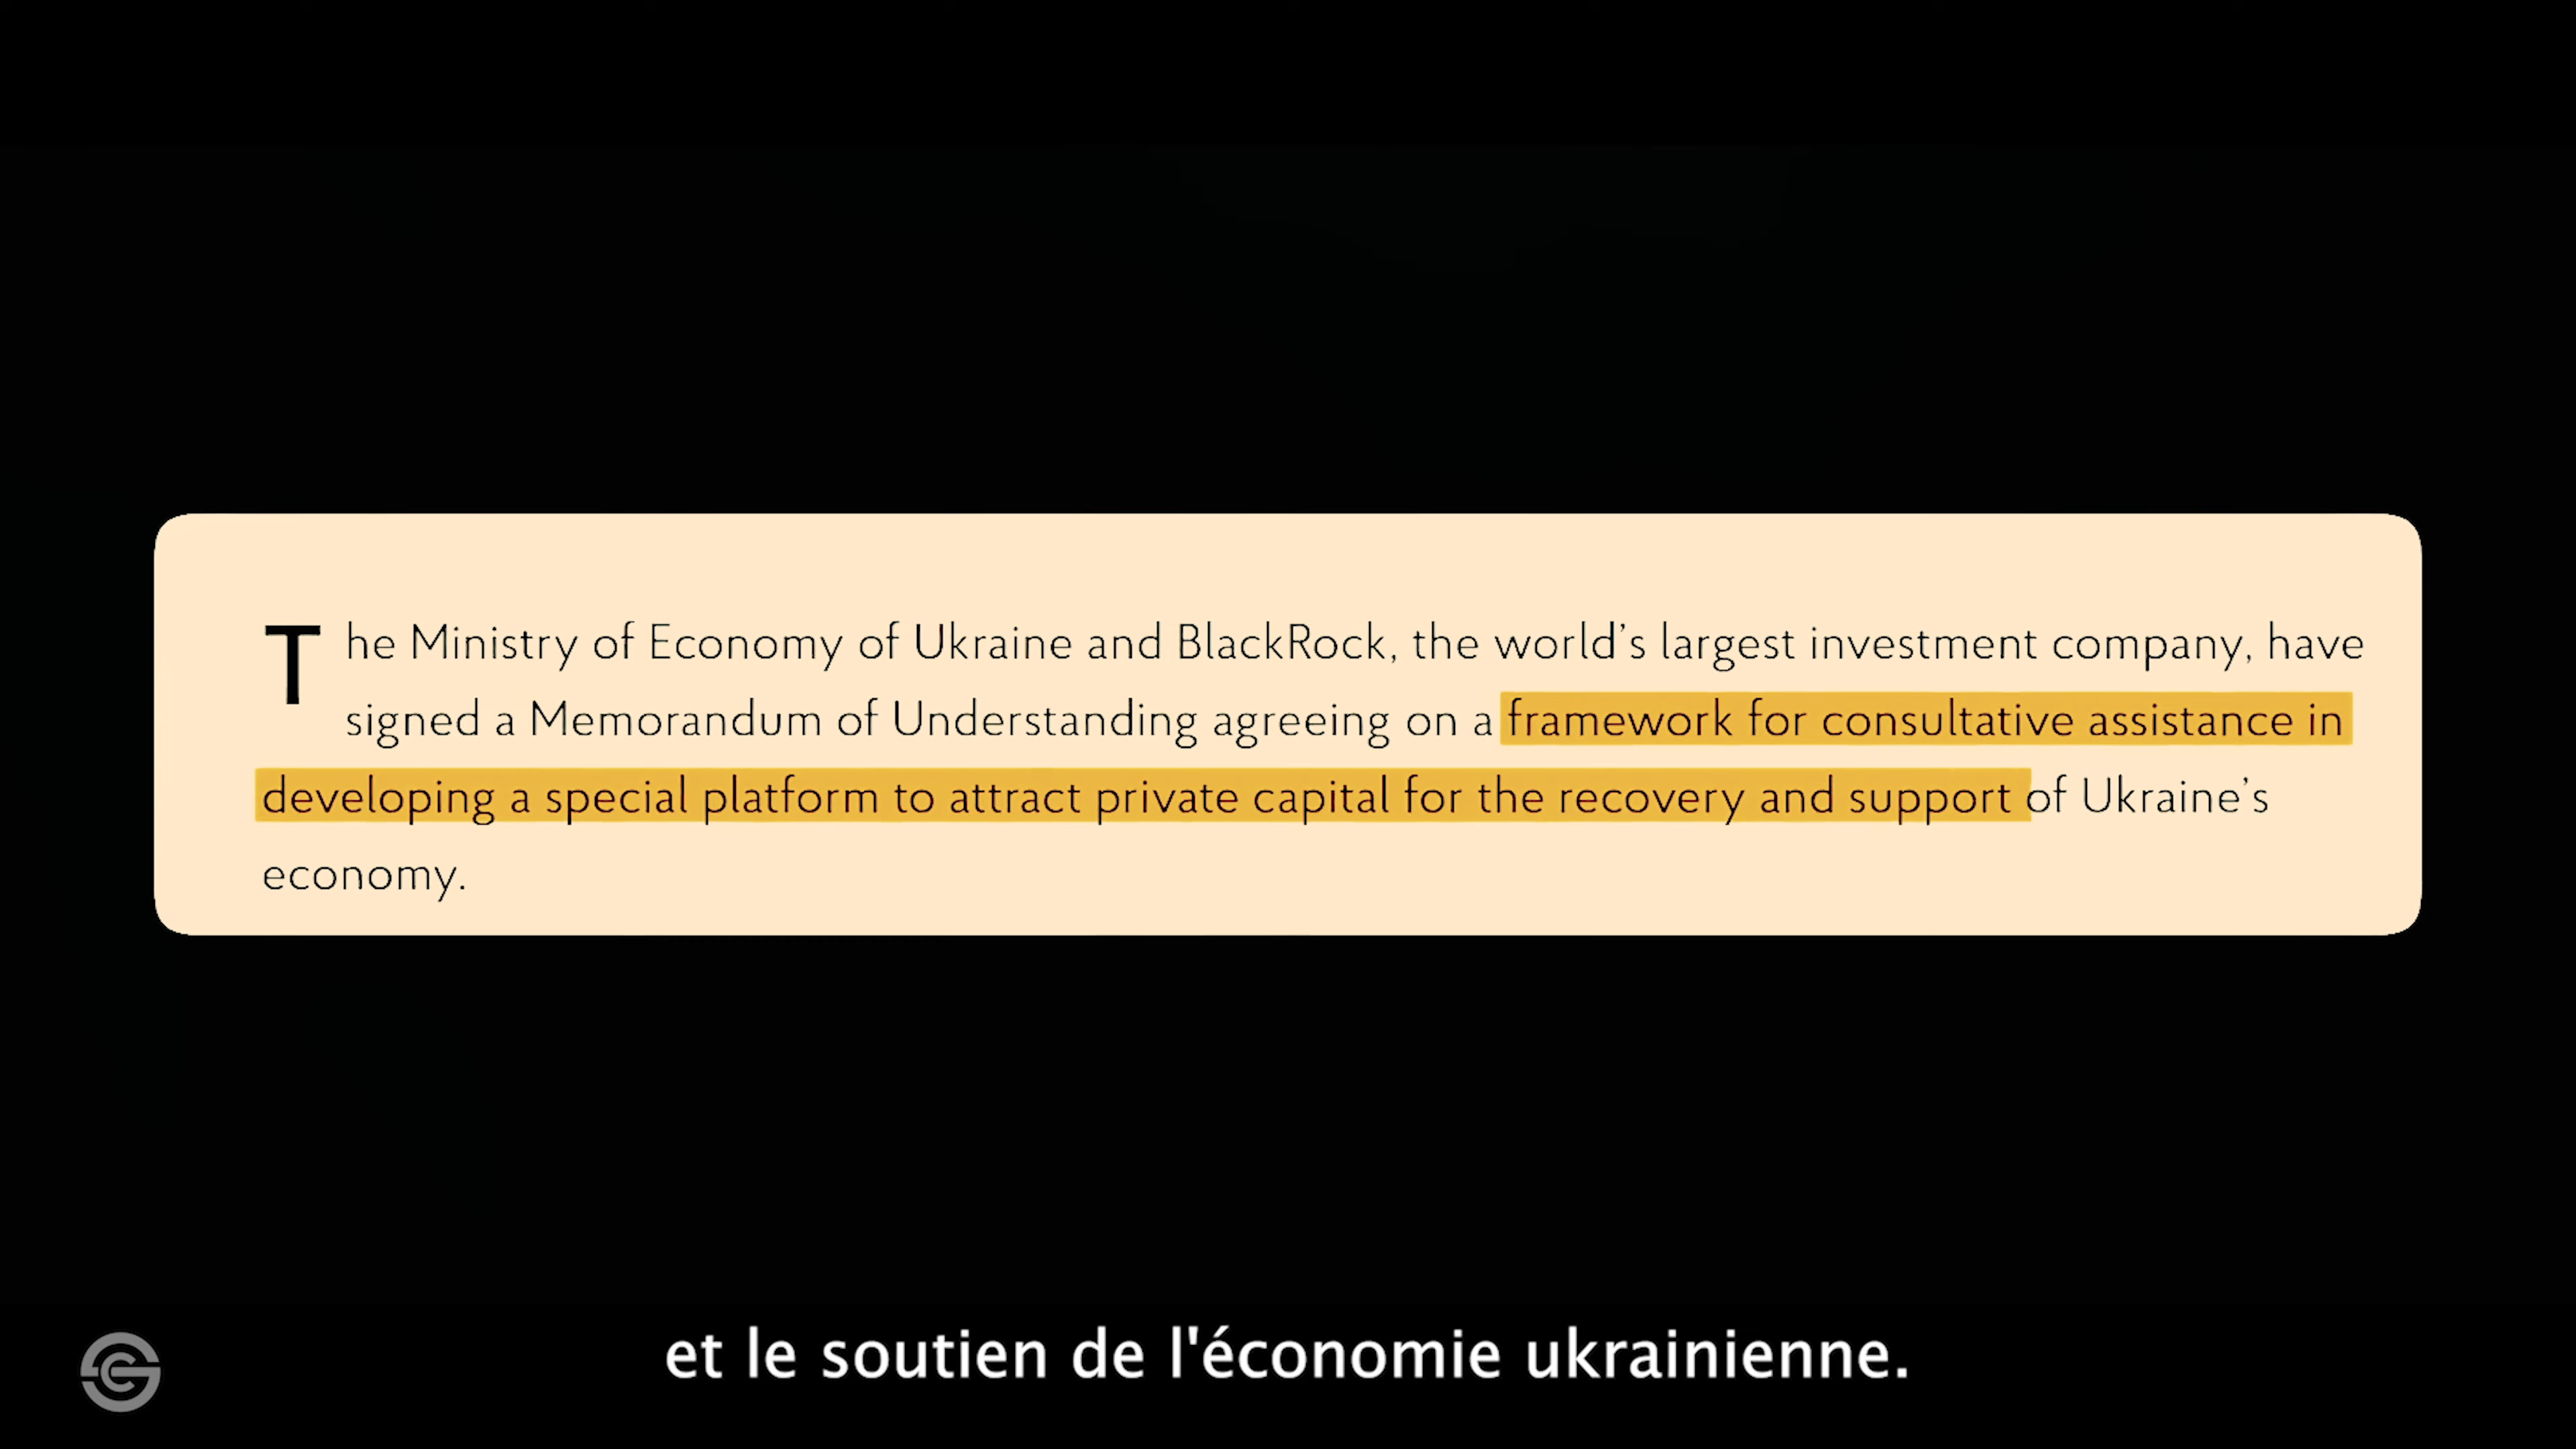 The Ministry of Economy of Ukraine and BlackRock, the world’s largest investment company, have
signed a Memorandum of Understanding agreeing on a framework for consultative assistance in
developing a special platform to attract private capital for the recovery and support of Ukraine’s
economy.
et le soutien de l'économie ukrainienne.